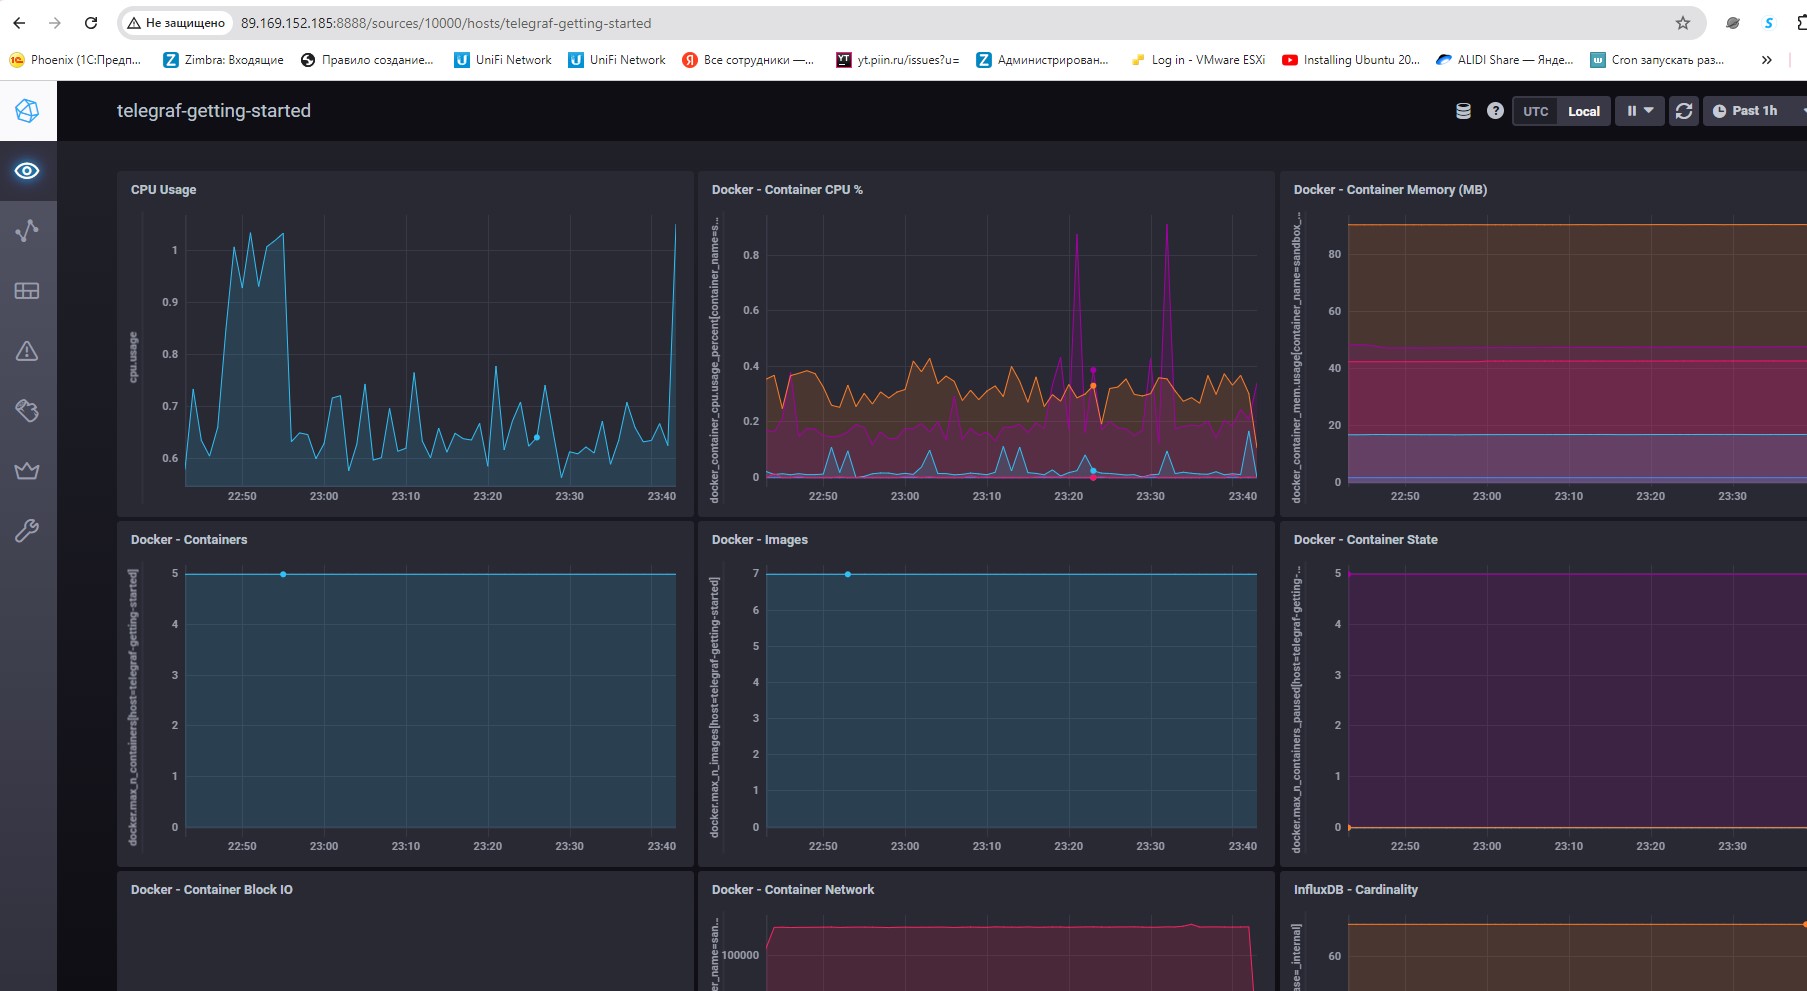 Не защищено 89.169.152.185:8888/sources/10000/hosts/telegraf-getting-started
Phoenix (1С:Предп... Zimbra: Входящие Правило создание... UniFi Network UniFi Network Все сотрудники —... yt.piin.ru/issues?u= Администрирован... Log in - VMware ESXi Installing Ubuntu 20... ALIDI Share — Янде... Cron запускать раз... »
telegraf-getting-started UTC Local Past 1h
CPU Usage
cpu.usage
1
0.9
0.8
0.7
0.6
22:50 23:00 23:10 23:20 23:30 23:40
Docker - Container CPU %
docker_container_cpu.usage_percent[container_name=s...
0.8
0.6
0.4
0.2
0
22:50 23:00 23:10 23:20 23:30 23:40
Docker - Container Memory (MB)
docker_container_mem.usage[container_name=sandbox_...
80
60
40
20
0
22:50 23:00 23:10 23:20 23:30
Docker - Containers
docker.max_n_containers[host=telegraf-getting-started]
5
4
3
2
1
0
22:50 23:00 23:10 23:20 23:30 23:40
Docker - Images
docker.max_n_images[host=telegraf-getting-started]
7
6
5
4
3
2
1
0
22:50 23:00 23:10 23:20 23:30 23:40
Docker - Container State
docker.max_n_containers_paused[host=telegraf-getting-...
5
4
3
2
1
0
22:50 23:00 23:10 23:20 23:30
Docker - Container Block IO
Docker - Container Network
er_name=san...
100000
InfluxDB - Cardinality
ase=_internal]
60